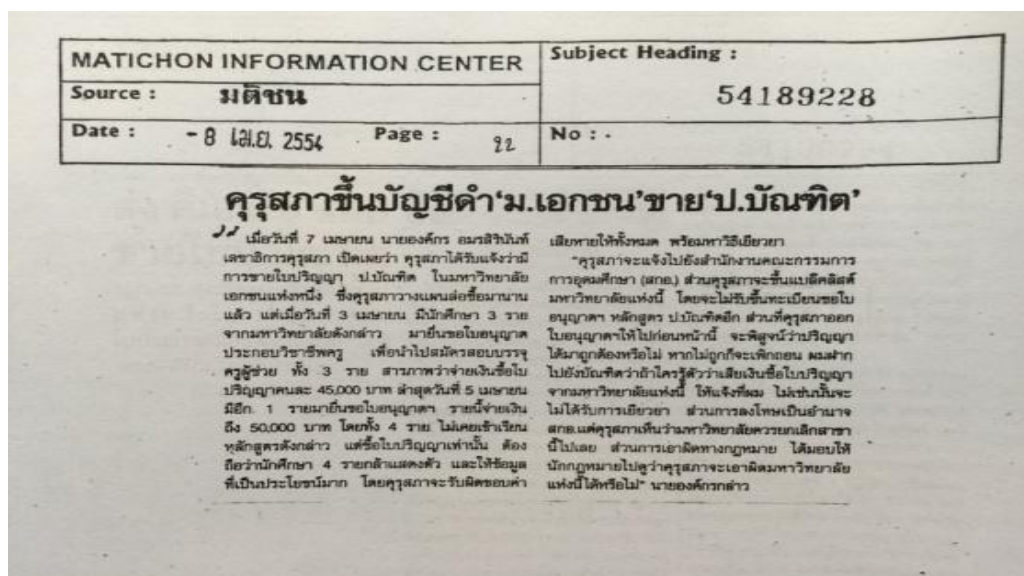 MATICHON INFORMATION CENTER
Subject Heading :
54189228
Source : มติชน
Date : - 8 เม.ย. 2554 Page : 22
No : -
คุรุสภาขึ้นบัญชีดำ‘ม.เอกชน’ขาย‘ป.บัณฑิต’
เมื่อวันที่ 7 เมษายน นายองค์กร อมรสิรินันท์
เลขาธิการคุรุสภา เปิดเผยว่า คุรุสภาได้รับแจ้งว่ามี
การขายใบปริญญา ป.บัณฑิต ในมหาวิทยาลัย
เอกชนแห่งหนึ่ง ซึ่งคุรุสภาวางแผนล่อซื้อมานาน
แล้ว แต่เมื่อวันที่ 3 เมษายน มีนักศึกษา 3 ราย
จากมหาวิทยาลัยดังกล่าว มายื่นขอใบอนุญาต
ประกอบวิชาชีพครู เพื่อนำไปสมัครสอบบรรจุ
ครูผู้ช่วย ทั้ง 3 ราย สารภาพว่าจ่ายเงินซื้อใบ
ปริญญาคนละ 45,000 บาท ล่าสุดวันที่ 5 เมษายน
มีอีก 1 รายมายื่นขอใบอนุญาตฯ รายนี้จ่ายเงิน
ถึง 50,000 บาท โดยทั้ง 4 ราย ไม่เคยเข้าเรียน
หลักสูตรดังกล่าว แต่ซื้อใบปริญญาเท่านั้น ต้อง
ถือว่านักศึกษา 4 รายกล้าแสดงตัว และให้ข้อมูล
ที่เป็นประโยชน์มาก โดยคุรุสภาจะรับผิดชอบค่า
เสียหายให้ทั้งหมด พร้อมหาวิธีเยียวยา
“คุรุสภาจะแจ้งไปยังสำนักงานคณะกรรมการ
การอุดมศึกษา (สกอ.) ส่วนคุรุสภาจะขึ้นแบล๊คลิสต์
มหาวิทยาลัยแห่งนี้ โดยจะไม่รับขึ้นทะเบียนขอใบ
อนุญาตฯ หลักสูตร ป.บัณฑิตอีก ส่วนที่คุรุสภาออก
ใบอนุญาตฯให้ไปก่อนหน้านี้ จะพิสูจน์ว่าปริญญา
ได้มาถูกต้องหรือไม่ หากไม่ถูกก็จะเพิกถอน ผมฝาก
ไปยังบัณฑิตว่าถ้าใครรู้ตัวว่าเสียเงินซื้อใบปริญญา
จากมหาวิทยาลัยแห่งนี้ ให้แจ้งที่ผม ไม่เช่นนั้นจะ
ไม่ได้รับการเยียวยา ส่วนการลงโทษเป็นอำนาจ
สกอ.แต่คุรุสภาเห็นว่ามหาวิทยาลัยควรยกเลิกสาขา
นี้ไปเลย ส่วนการเอาผิดทางกฎหมาย ได้มอบให้
นักกฎหมายไปดูว่าคุรุสภาจะเอาผิดมหาวิทยาลัย
แห่งนี้ได้หรือไม่” นายองค์กรกล่าว